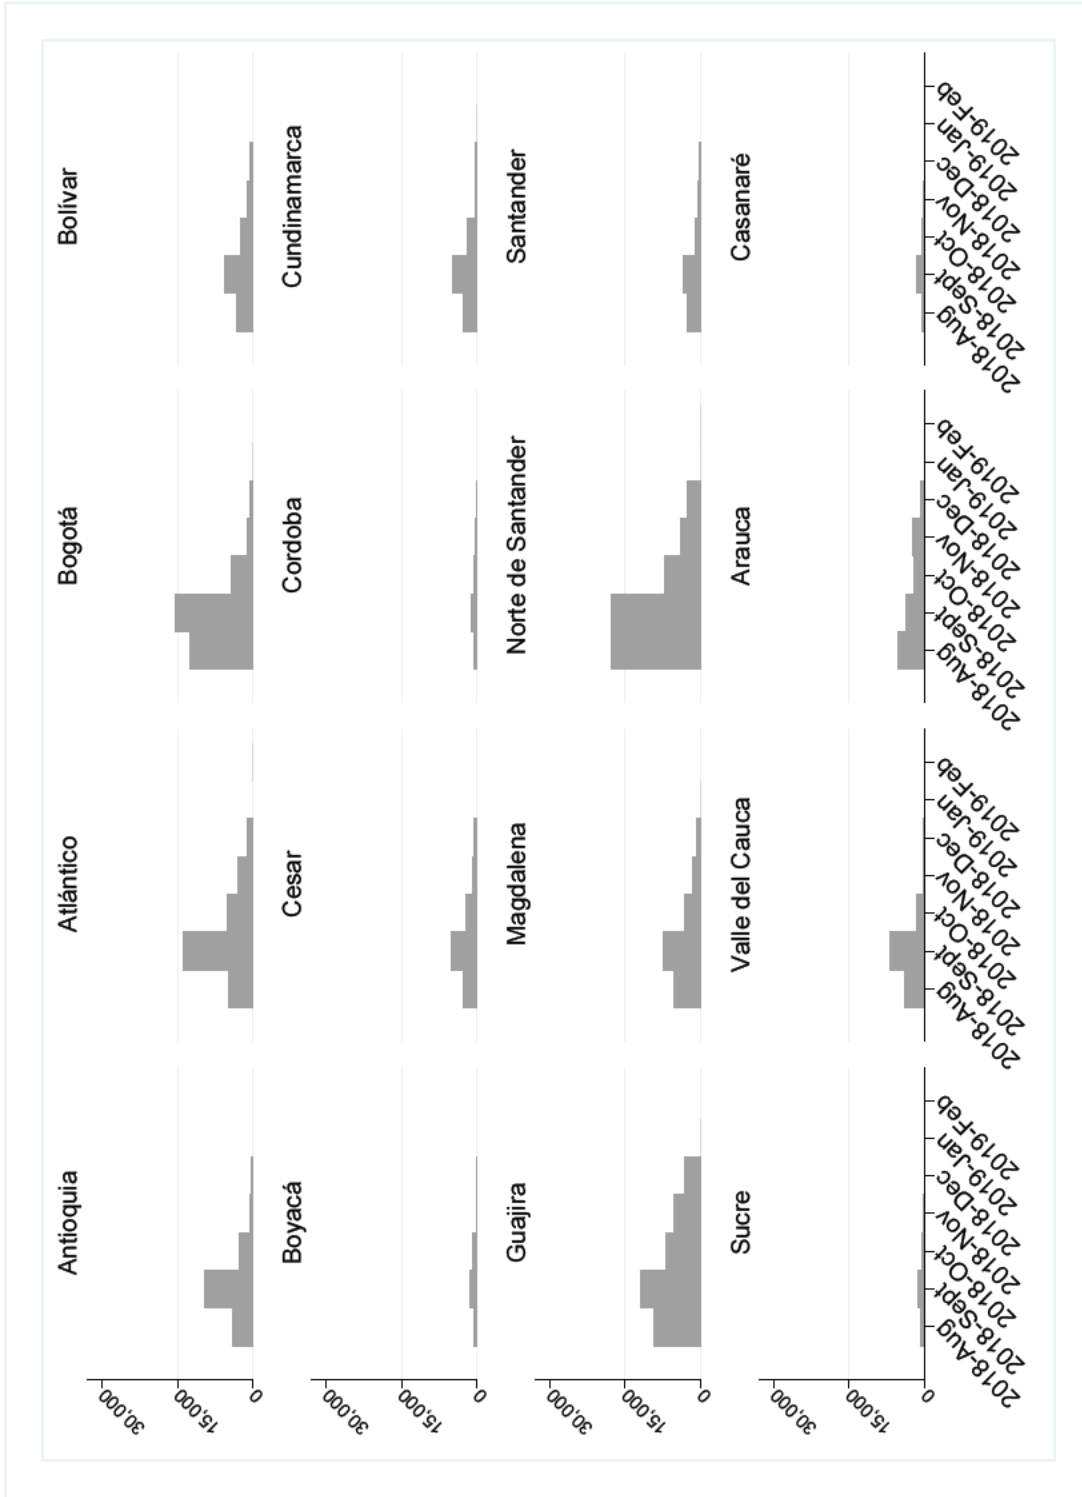 Antioquia
Atlántico
Bogotá
Bolívar
30,000
15,000
0
Boyacá
Cesar
Cordoba
Cundinamarca
30,000
15,000
0
Guajira
Magdalena
Norte de Santander
Santander
30,000
15,000
0
Sucre
Valle del Cauca
Arauca
Casanaré
30,000
15,000
0
2018-Aug
2018-Sept
2018-Oct
2018-Nov
2018-Dec
2019-Jan
2019-Feb
2018-Aug
2018-Sept
2018-Oct
2018-Nov
2018-Dec
2019-Jan
2019-Feb
2018-Aug
2018-Sept
2018-Oct
2018-Nov
2018-Dec
2019-Jan
2019-Feb
2018-Aug
2018-Sept
2018-Oct
2018-Nov
2018-Dec
2019-Jan
2019-Feb